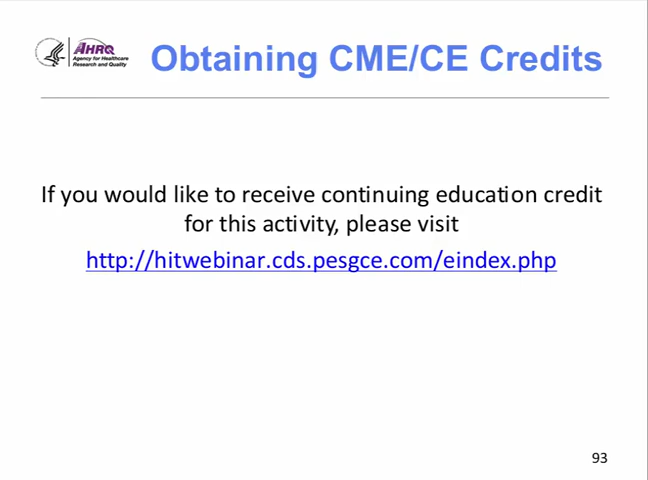 AHRQ
Agency for Healthcare
Research and Quality
Obtaining CME/CE Credits
If you would like to receive continuing education credit
for this activity, please visit
http://hitwebinar.cds.pesgce.com/eindex.php
93